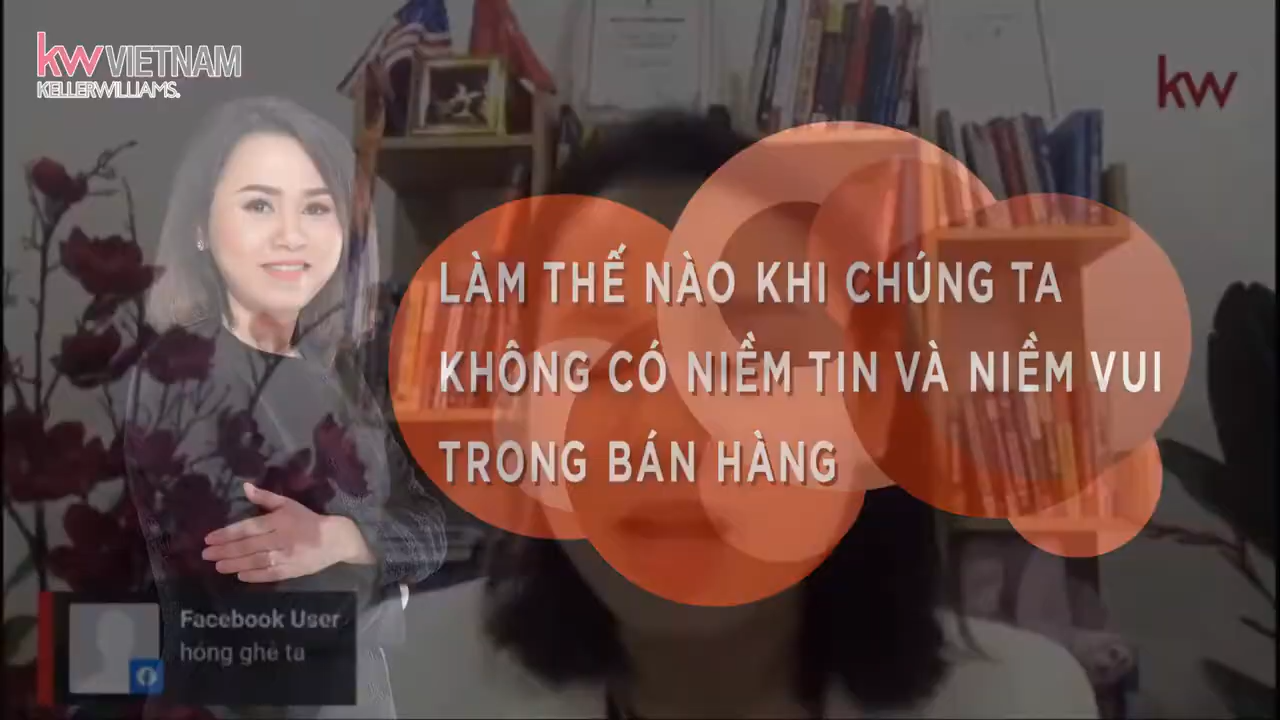 kw VIETNAM
KELLERWILLIAMS.
kw
LÀM THẾ NÀO KHI CHÚNG TA
KHÔNG CÓ NIỀM TIN VÀ NIỀM VUI
TRONG BÁN HÀNG
Facebook User
hóng ghê ta